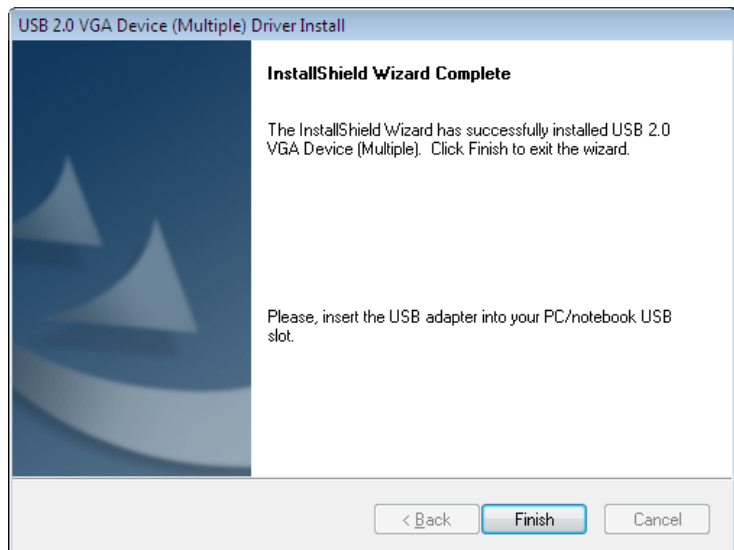 USB 2.0 VGA Device (Multiple) Driver Install
InstallShield Wizard Complete
The InstallShield Wizard has successfully installed USB 2.0
VGA Device (Multiple).  Click Finish to exit the wizard.
Please, insert the USB adapter into your PC/notebook USB
slot.
< Back Finish Cancel